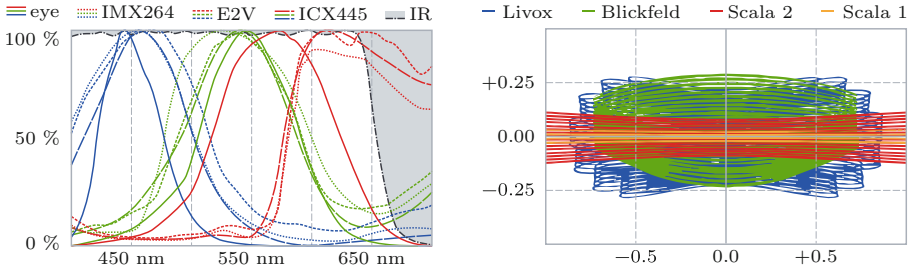 eye IMX264 E2V ICX445 IR
100 %
50 %
0 %
450 nm 550 nm 650 nm
Livox Blickfeld Scala 2 Scala 1
+0.25
0.00
−0.25
−0.5 0.0 +0.5